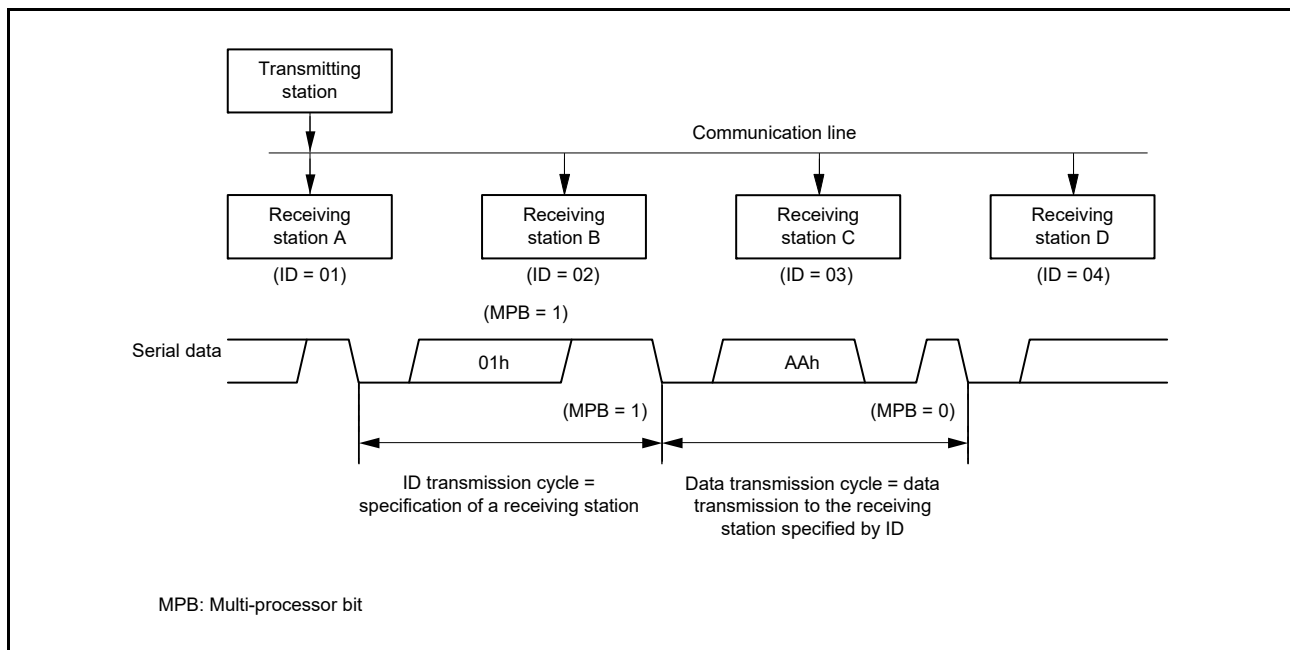 Transmitting
station
Communication line
Receiving
station A
Receiving
station B
Receiving
station C
Receiving
station D
(ID = 01)
(ID = 02)
(ID = 03)
(ID = 04)
(MPB = 1)
Serial data
01h
AAh
(MPB = 1)
(MPB = 0)
ID transmission cycle =
specification of a receiving station
Data transmission cycle = data
transmission to the receiving
station specified by ID
MPB: Multi-processor bit